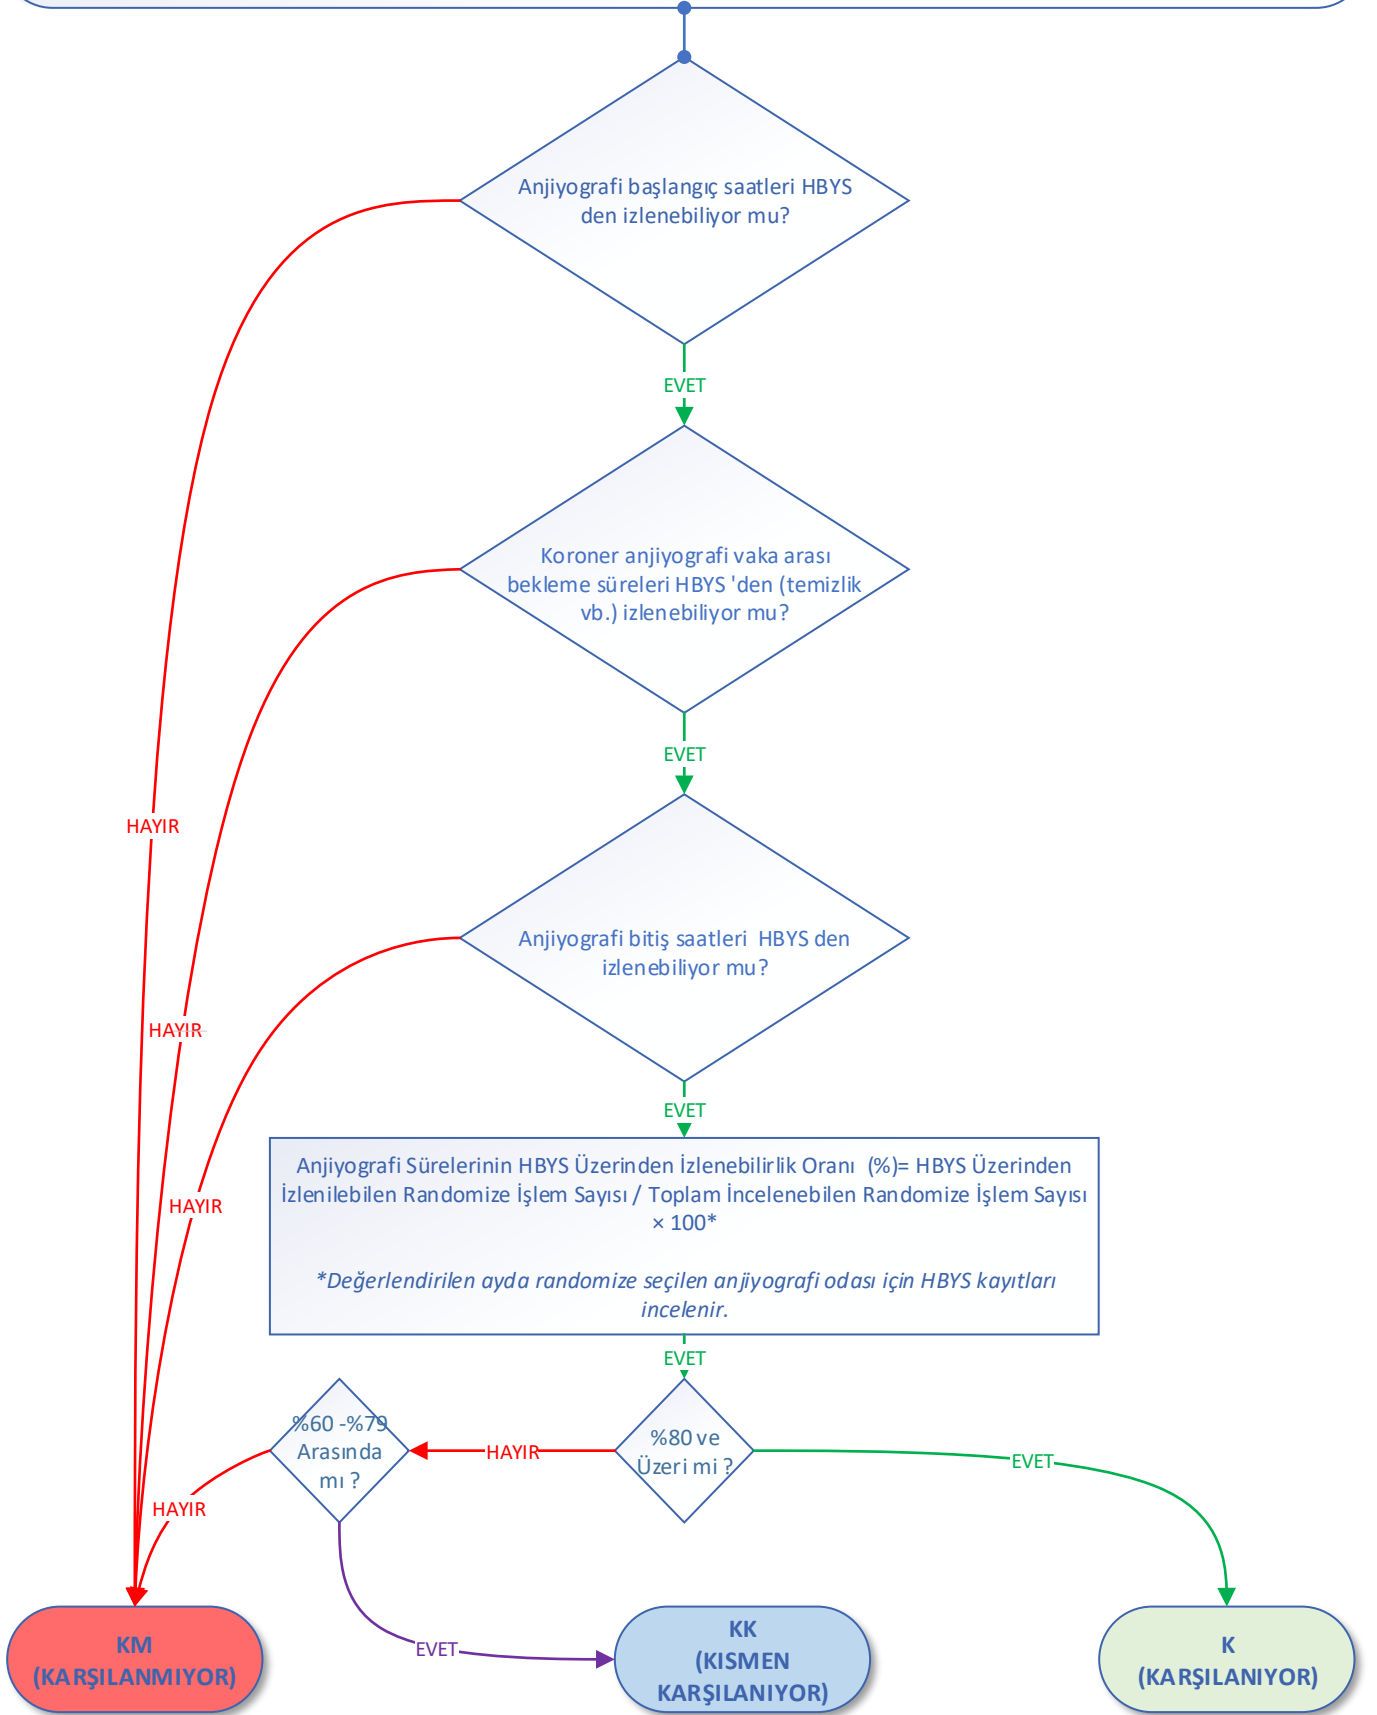 Anjiyografi başlangıç saatleri HBYS
den izlenebiliyor mu?
EVET
Koroner anjiyografi vaka arası
bekleme süreleri HBYS 'den (temizlik
vb.) izlenebiliyor mu?
EVET
HAYIR
Anjiyografi bitiş saatleri  HBYS den
izlenebiliyor mu?
HAYIR
EVET
Anjiyografi Sürelerinin HBYS Üzerinden İzlenebilirlik Oranı  (%)= HBYS Üzerinden
İzlenilebilen Randomize İşlem Sayısı / Toplam İncelenebilen Randomize İşlem Sayısı
× 100*
HAYIR
*Değerlendirilen ayda randomize seçilen anjiyografi odası için HBYS kayıtları
incelenir.
EVET
%60 -%79
Arasında
mı ?
HAYIR
%80 ve
Üzeri mi ?
EVET
HAYIR
EVET
KM
(KARŞILANMIYOR)
KK
(KISMEN
KARŞILANIYOR)
K
(KARŞILANIYOR)